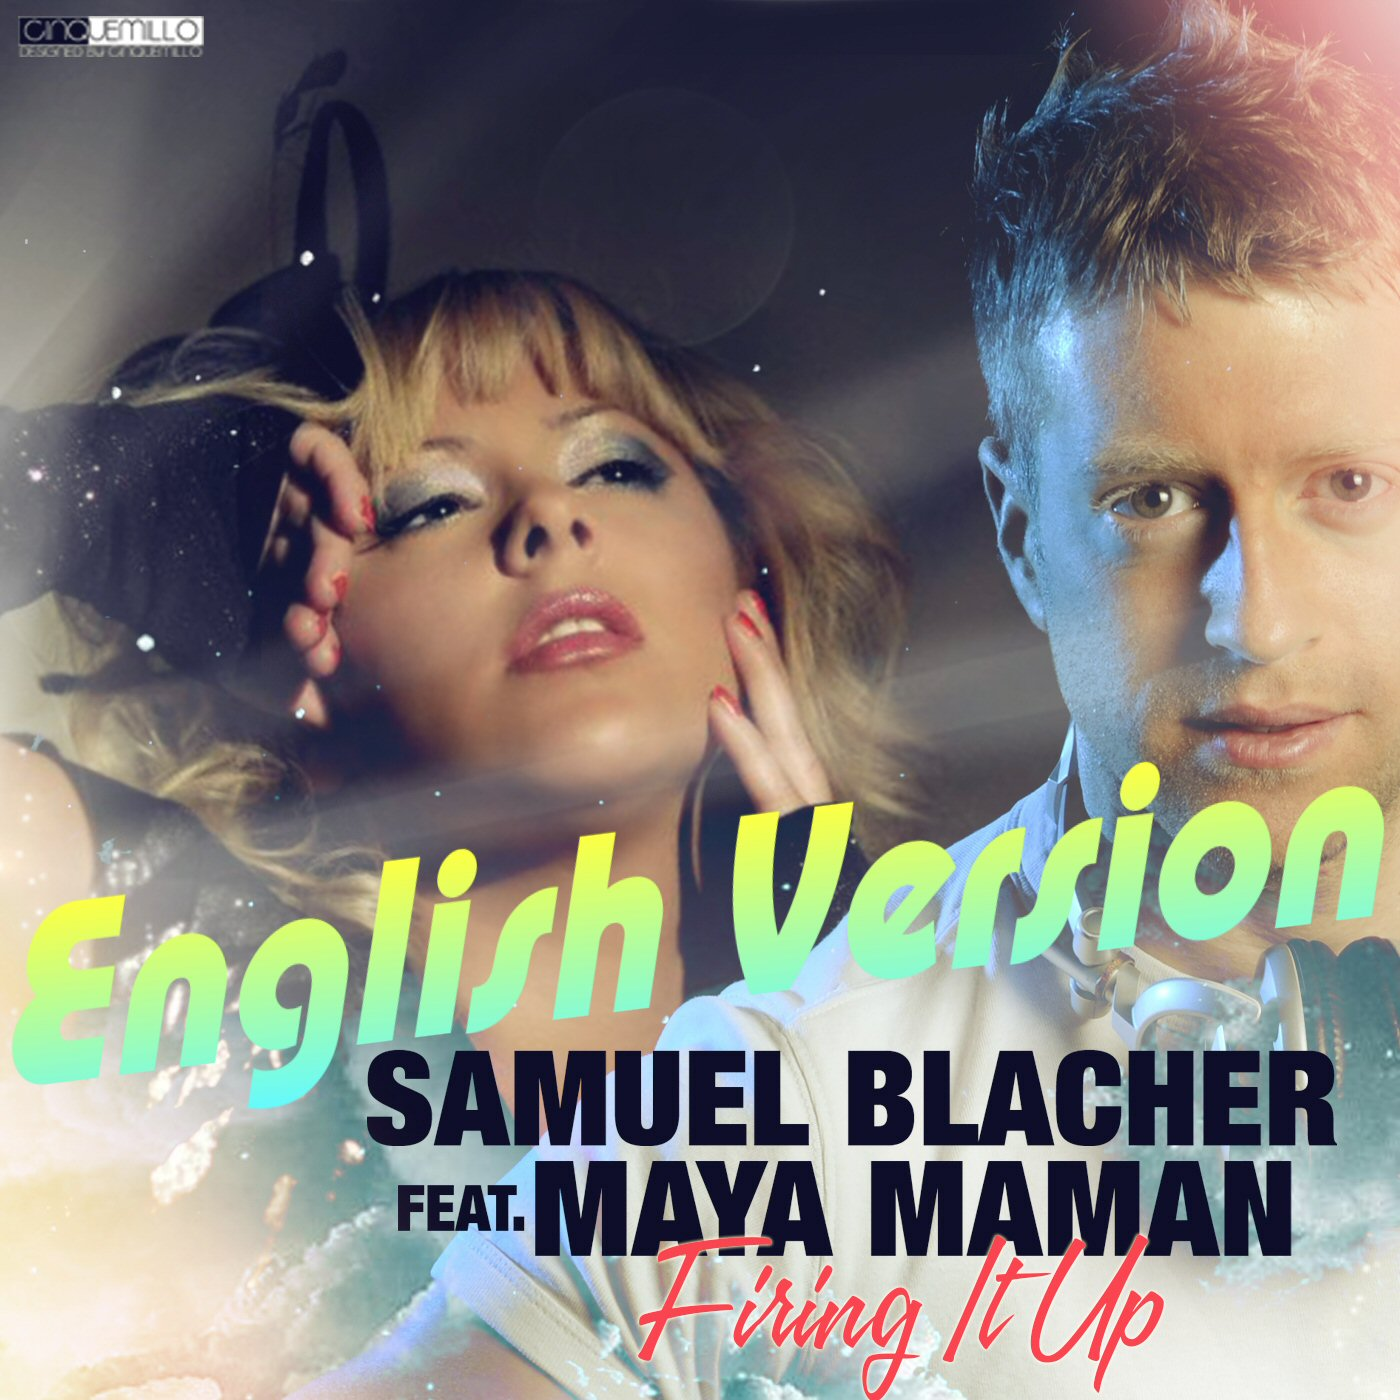 CINQUEMILLO
DESIGNED BY CINQUEMILLO
English Version
SAMUEL BLACHER
FEAT. MAYA MAMAN
Firing It Up